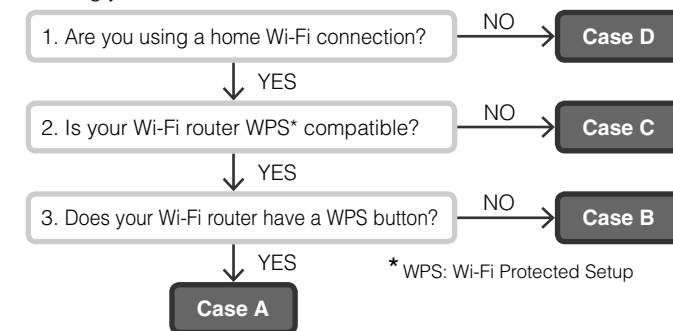 1. Are you using a home Wi-Fi connection?
NO
Case D
YES
2. Is your Wi-Fi router WPS* compatible?
NO
Case C
YES
3. Does your Wi-Fi router have a WPS button?
NO
Case B
YES
* WPS: Wi-Fi Protected Setup
Case A